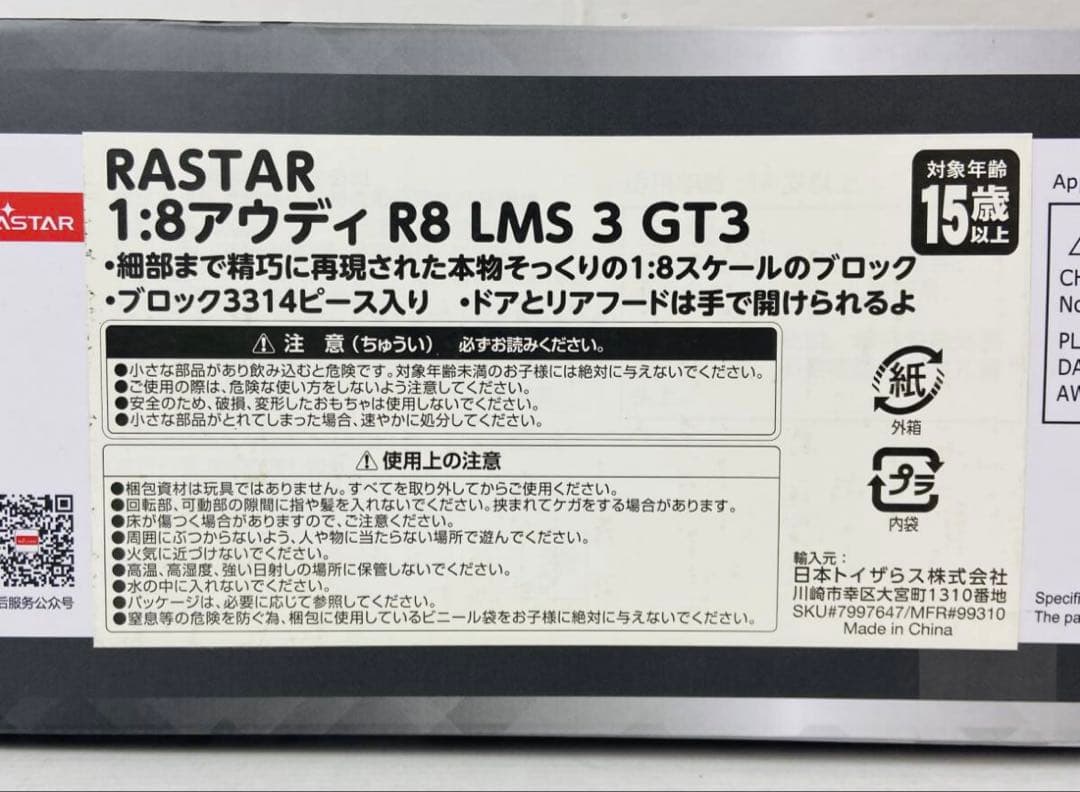 RASTAR
1:8アウディ R8 LMS 3 GT3
・細部まで精巧に再現された本物そっくりの1:8スケールのブロック
・ブロック3314ピース入り ・ドアとリアフードは手で開けられるよ
対象年齢
15歳
以上
⚠ 注 意(ちゅうい) 必ずお読みください。
●小さな部品があり飲み込むと危険です。対象年齢未満のお子様には絶対に与えないでください。
●ご使用の際は、危険な使い方をしないよう注意してください。
●安全のため、破損、変形したおもちゃは使用しないでください。
●小さな部品がとれてしまった場合、速やかに処分してください。
⚠使用上の注意
●梱包資材は玩具ではありません。すべてを取り外してからご使用ください。
●回転部、可動部の隙間に指や髪を入れないでください。挟まれてケガをする場合があります。
●床が傷つく場合がありますので、ご注意ください。
●周囲にぶつからないよう、人や物に当たらない場所で遊んでください。
●火気に近づけないでください。
●高温、高湿度、強い日射しの場所に保管しないでください。
●水の中に入れないでください。
●パッケージは、必要に応じて参照してください。
●窒息等の危険を防ぐ為、梱包に使用しているビニール袋をお子様に絶対に与えないでください。
紙
外箱
プラ
内袋
輸入元:
日本トイザらス株式会社
川崎市幸区大宮町1310番地
SKU#7997647/MFR#99310
Made in China
ASTAR
后服务公众号
Ap
CH
No
PL
DA
AW
Specifi
The pa